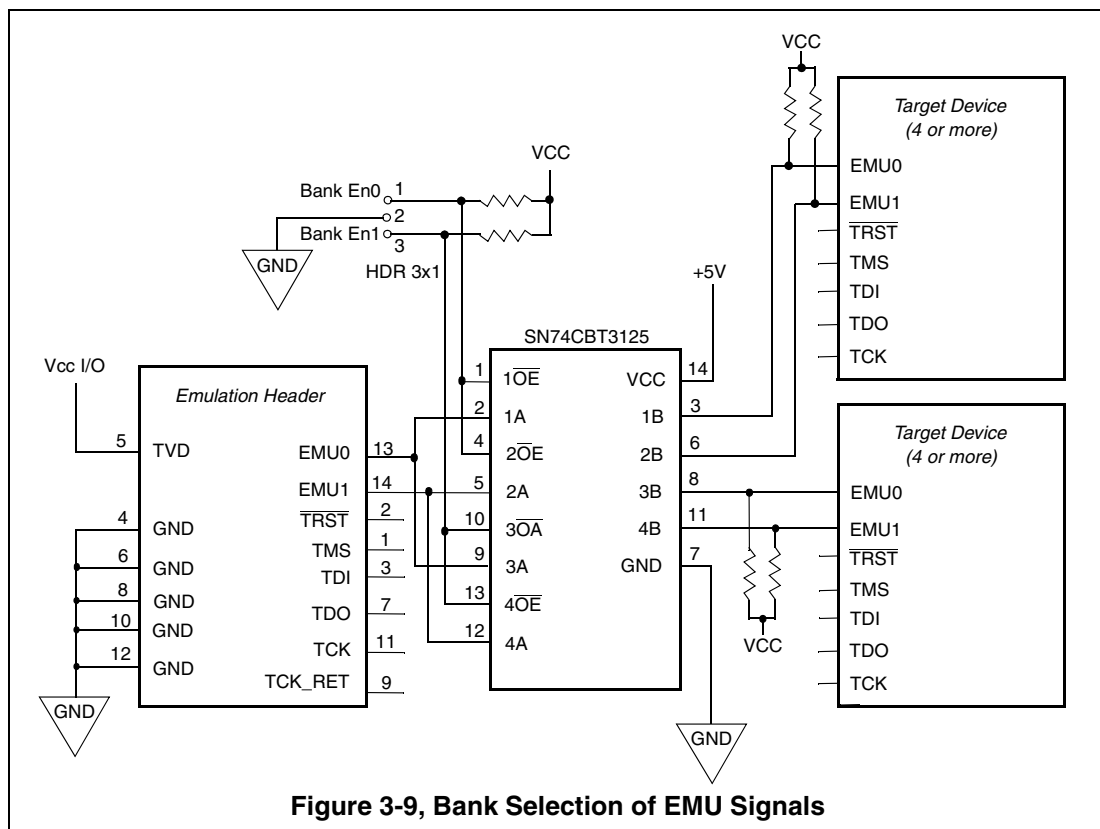 VCC
Target Device
(4 or more)
EMU0
EMU1
TRST
TMS
TDI
TDO
TCK
VCC
Bank En0 1
2
Bank En1 3
GND
HDR 3x1
+5V
SN74CBT3125
1 1OE
2 1A
4 2OE
5 2A
10 3OA
9 3A
13 4OE
12 4A
VCC 14
1B 3
2B 6
3B 8
4B 11
GND 7
GND
Vcc I/O
Emulation Header
5 TVD
4 GND
6 GND
8 GND
10 GND
12 GND
GND
EMU0 13
EMU1 14
TRST 2
TMS 1
TDI 3
TDO 7
TCK 11
TCK_RET 9
Target Device
(4 or more)
EMU0
EMU1
TRST
TMS
TDI
TDO
TCK
VCC
Figure 3-9, Bank Selection of EMU Signals